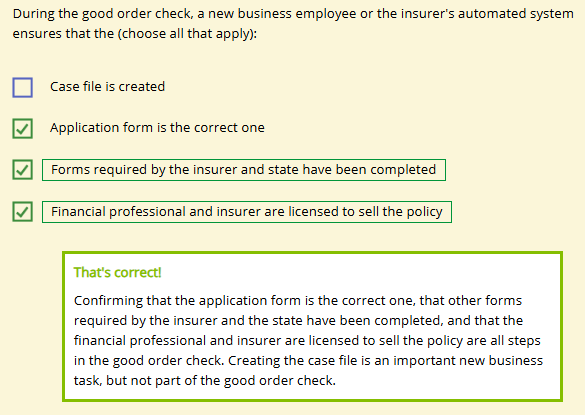 During the good order check, a new business employee or the insurer's automated system
ensures that the (choose all that apply):
Case file is created
Application form is the correct one
Forms required by the insurer and state have been completed
Financial professional and insurer are licensed to sell the policy
That's correct!
Confirming that the application form is the correct one, that other forms
required by the insurer and the state have been completed, and that the
financial professional and insurer are licensed to sell the policy are all steps
in the good order check. Creating the case file is an important new business
task, but not part of the good order check.